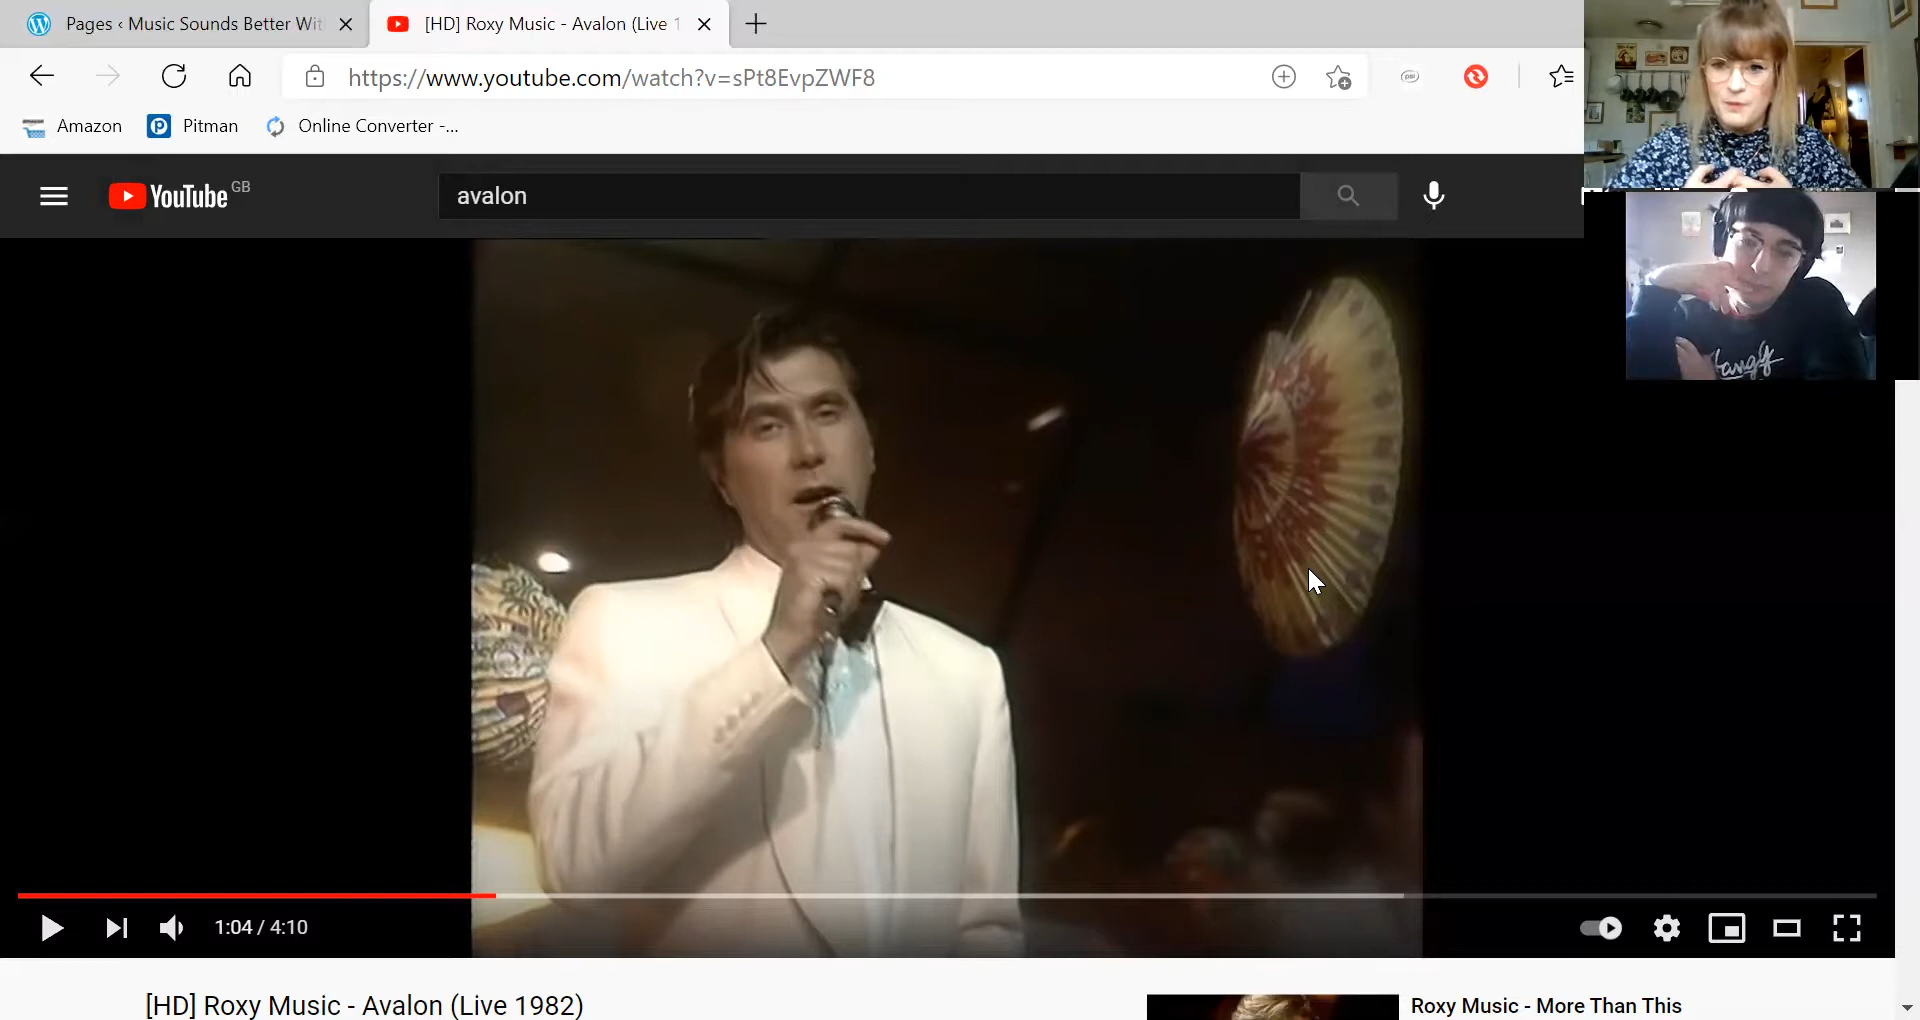 Pages ‹ Music Sounds Better Wit
[HD] Roxy Music - Avalon (Live 1
https://www.youtube.com/watch?v=sPt8EvpZWF8
psi
Amazon
Pitman
Online Converter -...
YouTube GB
avalon
1:04 / 4:10
[HD] Roxy Music - Avalon (Live 1982)
Roxy Music - More Than This